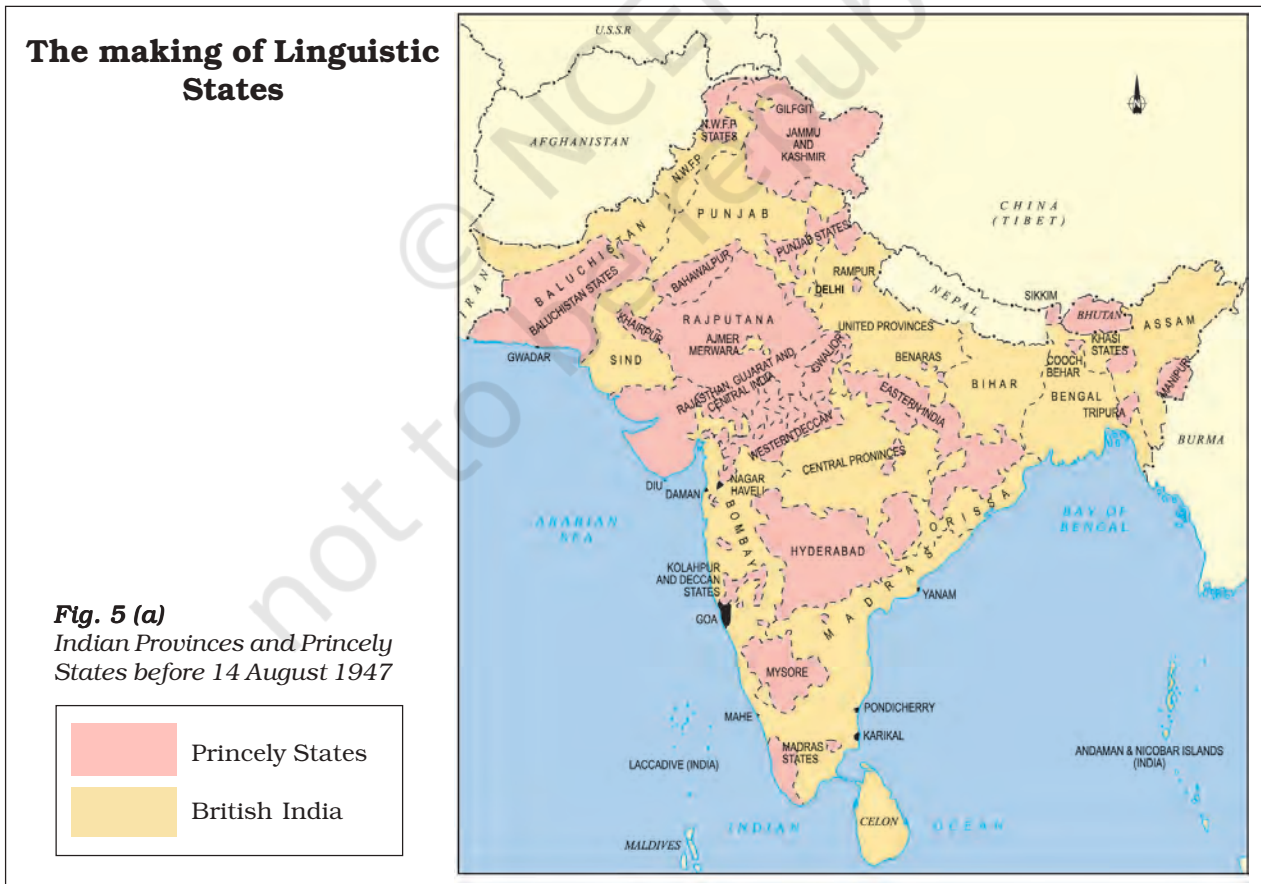 The making of Linguistic
States
Fig. 5 (a)
Indian Provinces and Princely
States before 14 August 1947
Princely States
British India
U.S.S.R
AFGHANISTAN
GILFGIT
N.W.F.P.
STATES
JAMMU
AND
KASHMIR
N.W.F.P
CHINA
(TIBET)
PUNJAB
PUNJAB STATES
IRAN
BALUCHISTAN
BALUCHISTAN STATES
BAHAWALPUR
RAMPUR
DELHI
NEPAL
SIKKIM
BHUTAN
ASSAM
KHAIRPUR
RAJPUTANA
AJMER
MERWARA
UNITED PROVINCES
GWALIOR
KHASI
STATES
GWADAR
SIND
BENARAS
COOCH
BEHAR
RAJASTHAN, GUJARAT AND
CENTRAL INDIA
BIHAR
BENGAL
MANIPUR
EASTERN INDIA
TRIPURA
BURMA
WESTERN DECCAN
CENTRAL PRONINCES
DIU
DAMAN
NAGAR
HAVELI
ARABIAN
SEA
BOMBAY
ORISSA
BAY OF
BENGAL
HYDERABAD
KOLAHPUR
AND DECCAN
STATES
MADRAS
YANAM
GOA
MYSORE
MAHE
PONDICHERRY
KARIKAL
MADRAS
STATES
LACCADIVE (INDIA)
ANDAMAN & NICOBAR ISLANDS
(INDIA)
CELON
INDIAN OCEAN
MALDIVES
N
© NCE
not to be republ